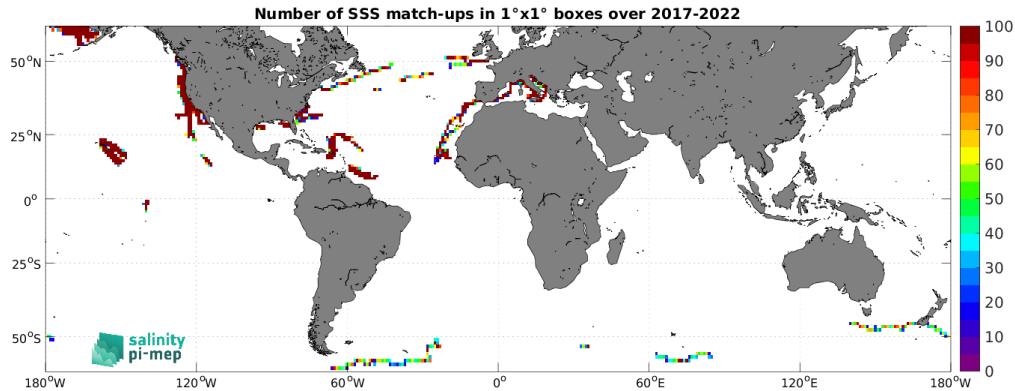 Number of SSS match-ups in 1°x1° boxes over 2017-2022
50°N
25°N
0°
25°S
50°S
180°W
120°W
60°W
0°
60°E
120°E
180°E
100
90
80
70
60
50
40
30
20
10
0
salinity
pi-mep